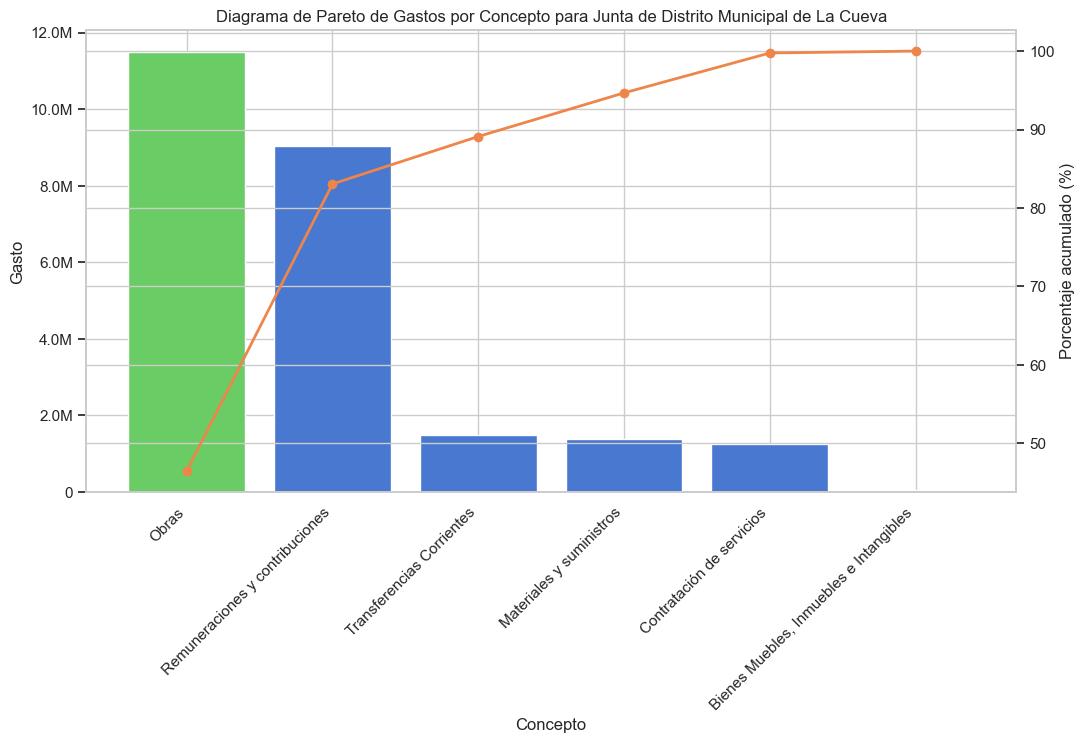 Diagrama de Pareto de Gastos por Concepto para Junta de Distrito Municipal de La Cueva
12.0M
10.0M
8.0M
6.0M
4.0M
2.0M
0
Gasto
100
90
80
70
60
50
Porcentaje acumulado (%)
Obras
Remuneraciones y contribuciones
Transferencias Corrientes
Materiales y suministros
Contratación de servicios
Bienes Muebles, Inmuebles e Intangibles
Concepto